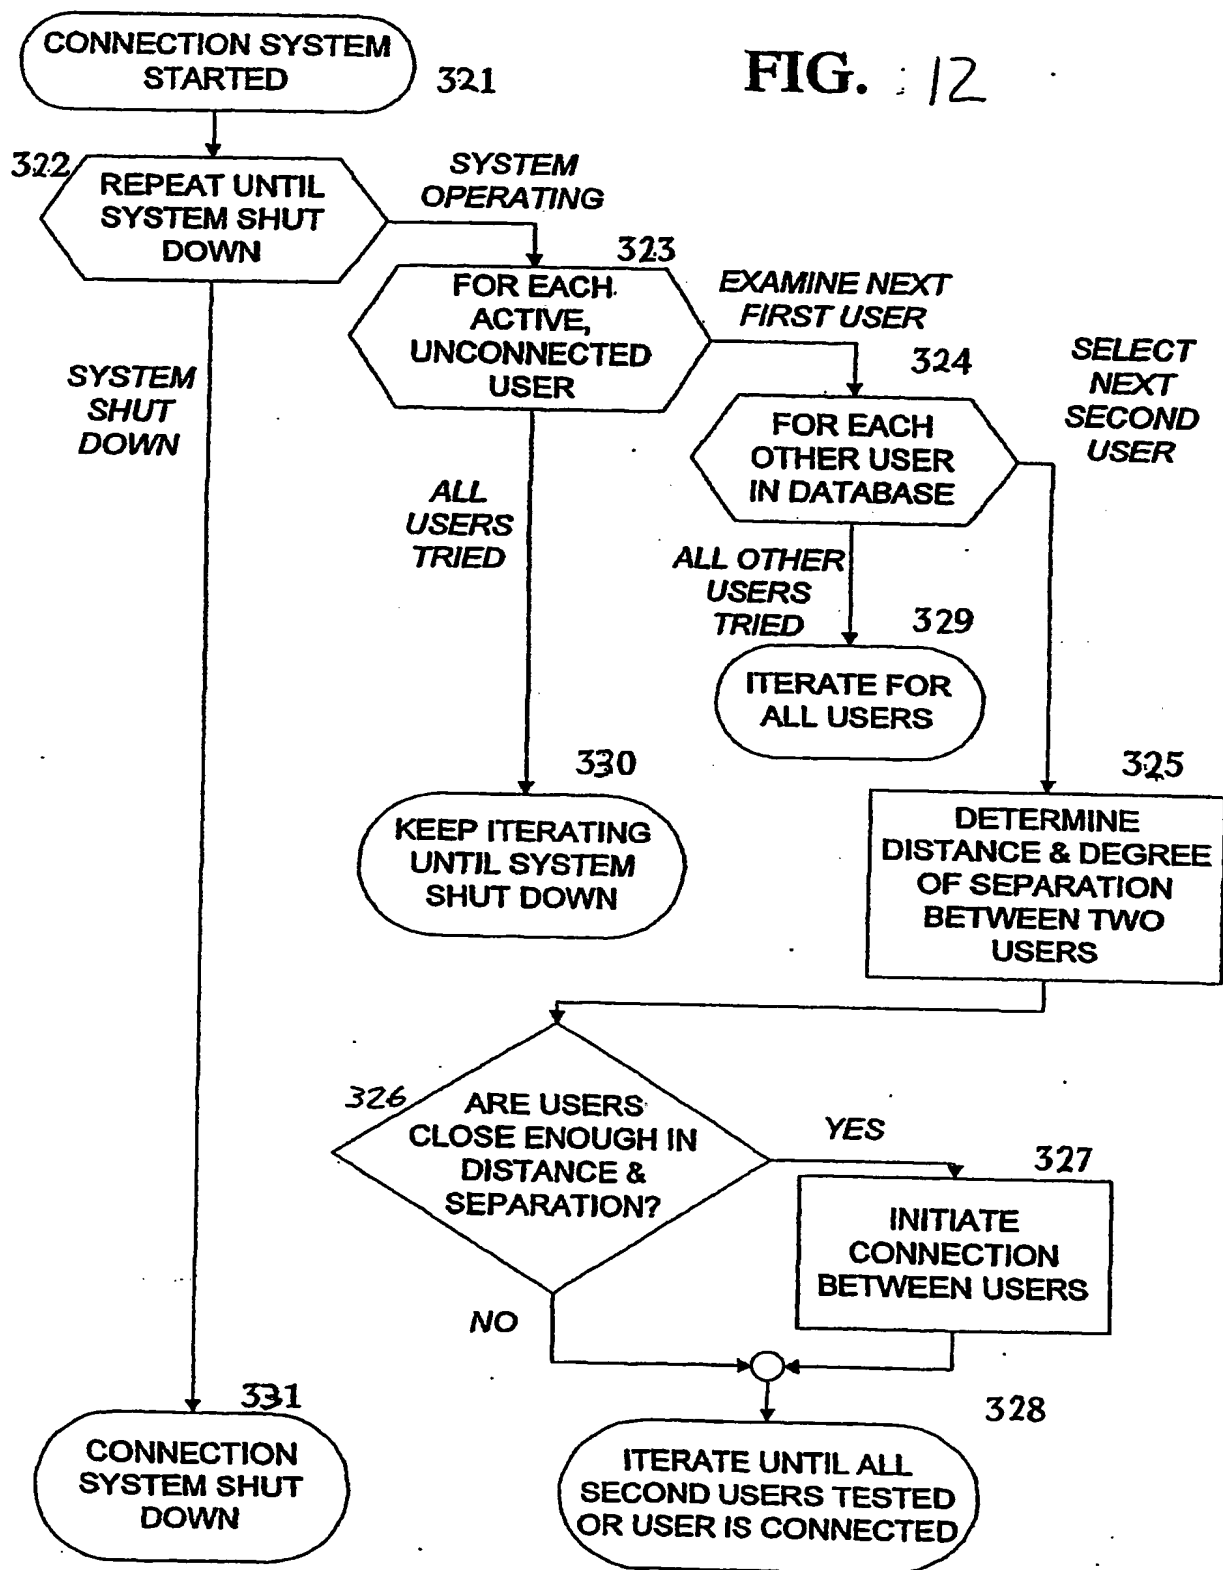 CONNECTION SYSTEM
STARTED
321
FIG. 12
322
REPEAT UNTIL
SYSTEM SHUT
DOWN
SYSTEM
OPERATING
323
FOR EACH
ACTIVE,
UNCONNECTED
USER
EXAMINE NEXT
FIRST USER
324
SELECT
NEXT
SECOND
USER
SYSTEM
SHUT
DOWN
FOR EACH
OTHER USER
IN DATABASE
ALL
USERS
TRIED
ALL OTHER
USERS
TRIED
329
ITERATE FOR
ALL USERS
330
KEEP ITERATING
UNTIL SYSTEM
SHUT DOWN
325
DETERMINE
DISTANCE & DEGREE
OF SEPARATION
BETWEEN TWO
USERS
326
ARE USERS
CLOSE ENOUGH IN
DISTANCE &
SEPARATION?
YES
327
INITIATE
CONNECTION
BETWEEN USERS
NO
331
CONNECTION
SYSTEM SHUT
DOWN
328
ITERATE UNTIL ALL
SECOND USERS TESTED
OR USER IS CONNECTED